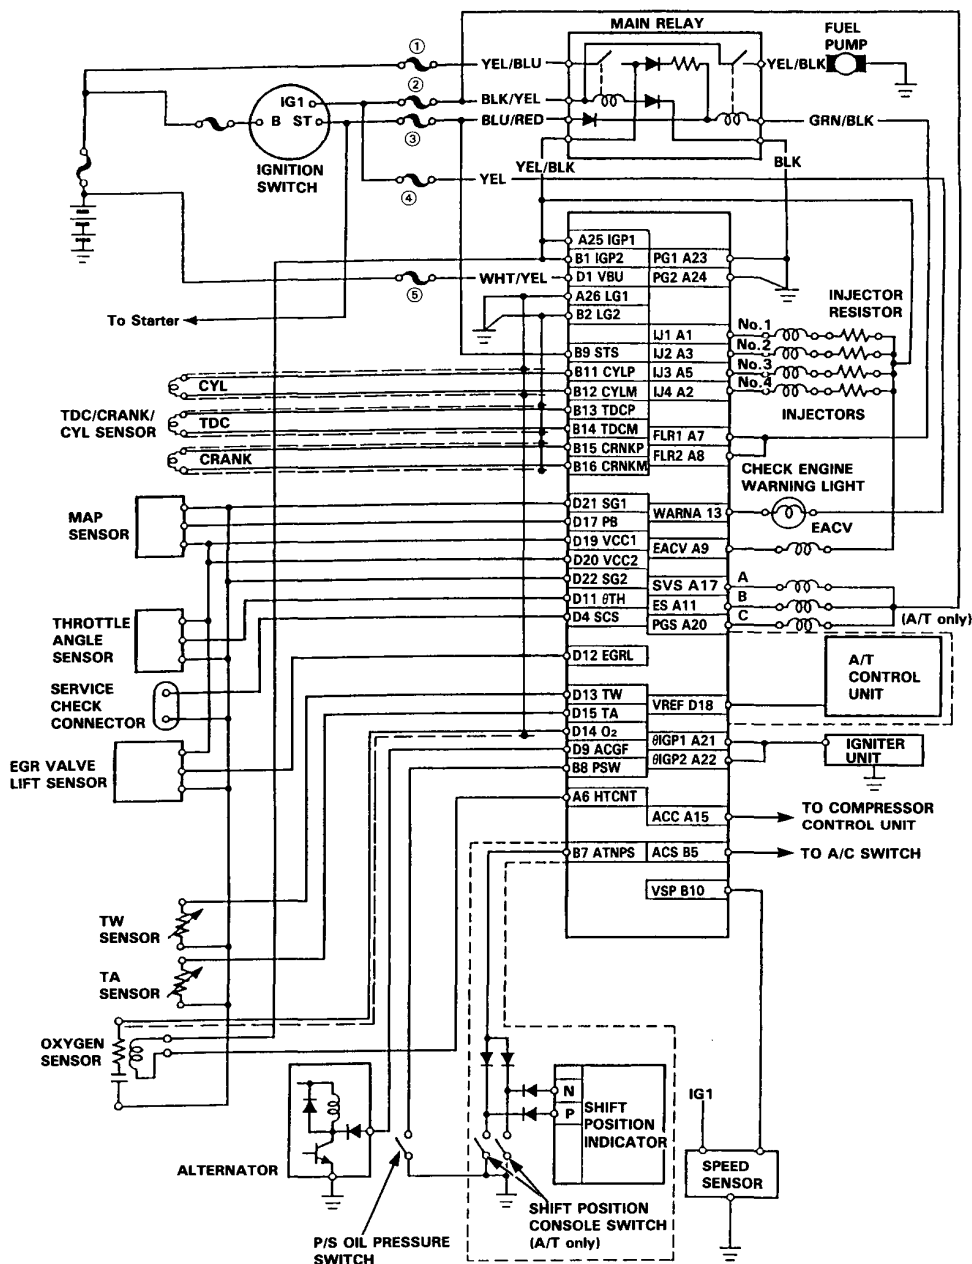 MAIN RELAY
FUEL
PUMP
①
YEL/BLU
YEL/BLK
②
IG1
BLK/YEL
B ST
BLU/RED
GRN/BLK
③
IGNITION
SWITCH
YEL/BLK
BLK
YEL
④
A25 IGP1
B1 IGP2
PG1 A23
WHT/YEL
D1 VBU
PG2 A24
⑤
A26 LG1
B2 LG2
INJECTOR
RESISTOR
To Starter
IJ1 A1
No.1
B9 STS
IJ2 A3
No.2
CYL
B11 CYLP
IJ3 A5
No.3
B12 CYLM
IJ4 A2
No.4
TDC/CRANK/
CYL SENSOR
TDC
B13 TDCP
INJECTORS
B14 TDCM
FLR1 A7
CRANK
B15 CRNKP
FLR2 A8
B16 CRNKM
CHECK ENGINE
WARNING LIGHT
MAP
SENSOR
D21 SG1
WARNA 13
D17 PB
EACV
D19 VCC1
EACV A9
D20 VCC2
D22 SG2
SVS A17
A
D11 θTH
ES A11
B
D4 SCS
PGS A20
C
(A/T only)
THROTTLE
ANGLE
SENSOR
D12 EGRL
A/T
CONTROL
UNIT
SERVICE
CHECK
CONNECTOR
D13 TW
VREF D18
D15 TA
D14 O2
θIGP1 A21
IGNITER
UNIT
EGR VALVE
LIFT SENSOR
D9 ACGF
θIGP2 A22
B8 PSW
A6 HTCNT
ACC A15
TO COMPRESSOR
CONTROL UNIT
B7 ATNPS
ACS B5
TO A/C SWITCH
VSP B10
TW
SENSOR
TA
SENSOR
OXYGEN
SENSOR
N
P
SHIFT
POSITION
INDICATOR
IG1
ALTERNATOR
SPEED
SENSOR
SHIFT POSITION
CONSOLE SWITCH
(A/T only)
P/S OIL PRESSURE
SWITCH